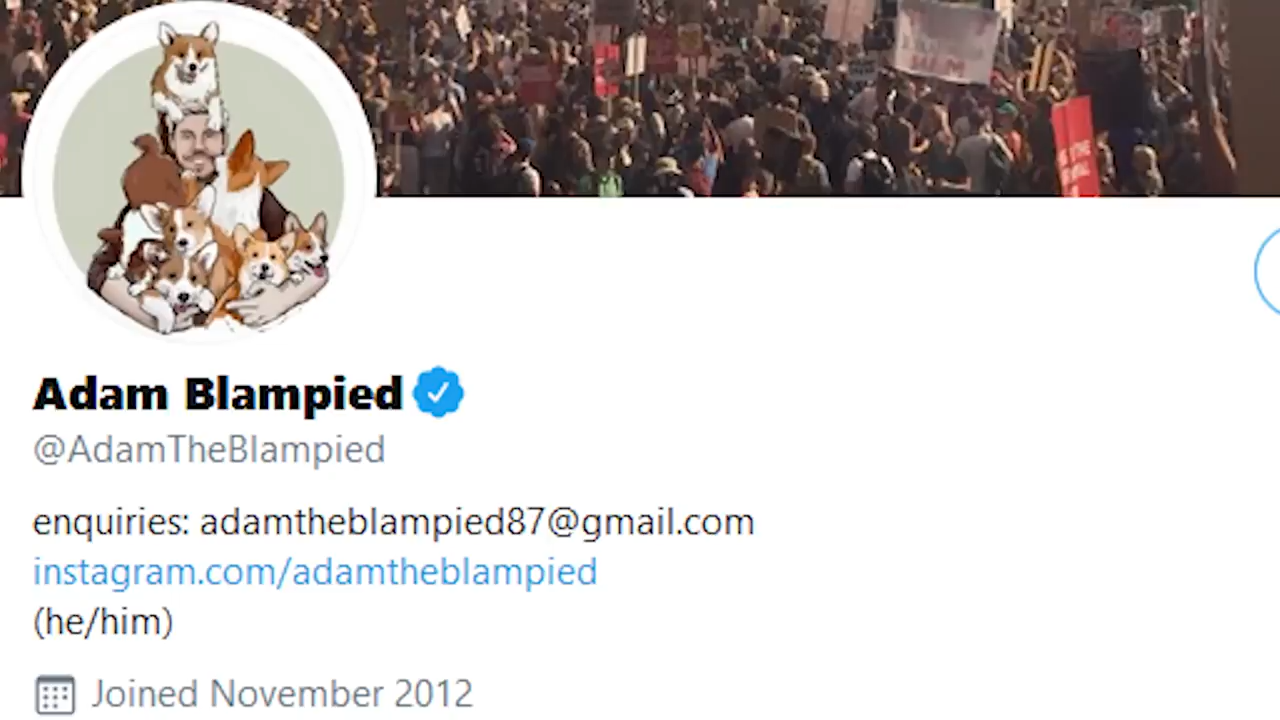 Adam Blampied
@AdamTheBlampied
enquiries: adamtheblampied87@gmail.com
instagram.com/adamtheblampied
(he/him)
Joined November 2012